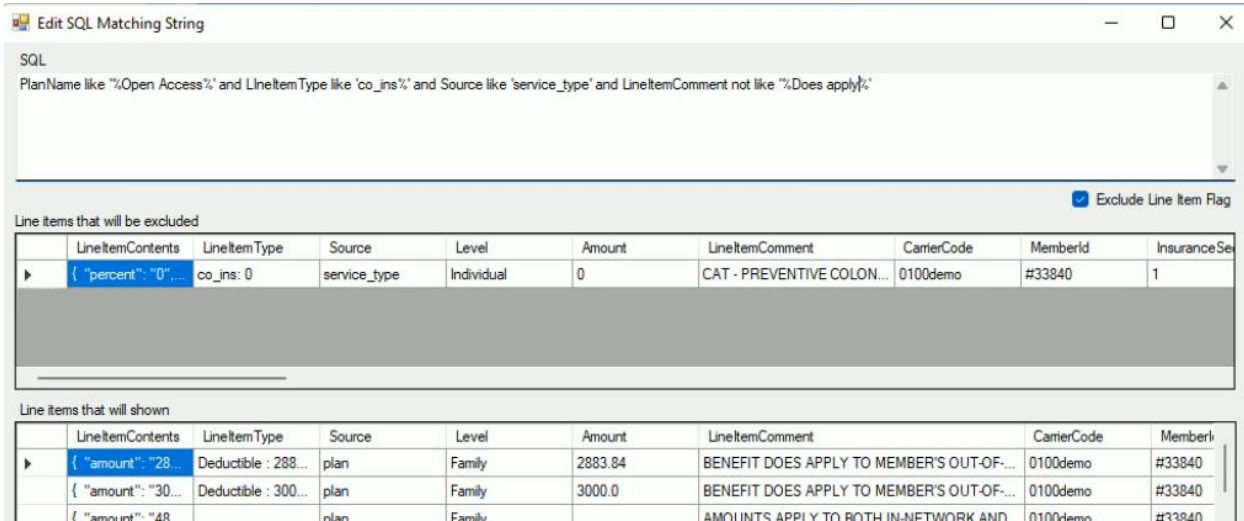 Edit SQL Matching String
SQL
PlanName like '%Open Access%' and LIneItemType like 'co_ins%' and Source like 'service_type' and LineItemComment not like '%Does apply%'
Exclude Line Item Flag
Line items that will be excluded
LineItemContents LineItemType Source Level Amount LineItemComment CarrierCode MemberId InsuranceSe
{ "percent": "0",... co_ins: 0 service_type Individual 0 CAT - PREVENTIVE COLON... 0100demo #33840 1
Line items that will shown
LineItemContents LineItemType Source Level Amount LineItemComment CarrierCode MemberI
{ "amount": "28... Deductible : 288... plan Family 2883.84 BENEFIT DOES APPLY TO MEMBER'S OUT-OF-... 0100demo #33840
{ "amount": "30... Deductible : 300... plan Family 3000.0 BENEFIT DOES APPLY TO MEMBER'S OUT-OF-... 0100demo #33840
{ "amount": "48 plan Family AMOUNTS APPLY TO BOTH IN-NETWORK AND 0100demo #33840